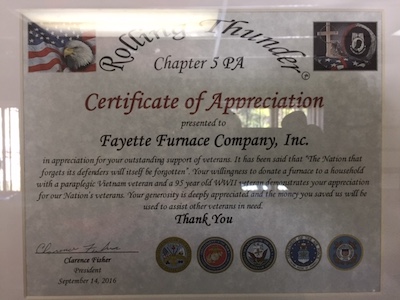 Rolling Thunder®
Chapter 5 PA
Certificate of Appreciation
presented to
Fayette Furnace Company, Inc.
in appreciation for your outstanding support of veterans. It has been said that "The Nation that
forgets its defenders will itself be forgotten". Your willingness to donate a furnace to a household
with a paraplegic Vietnam veteran and a 95 year old WWII veteran demonstrates your appreciation
for our Nation's veterans. Your generosity is deeply appreciated and the money you saved us will be
used to assist other veterans in need.
Thank You
Clarence Fisher
President
September 14, 2016